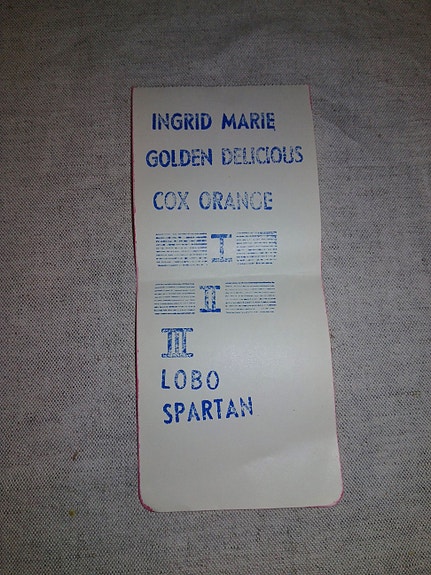 INGRID MARIE
GOLDEN DELICIOUS
COX ORANGE
I
II
III
LOBO
SPARTAN